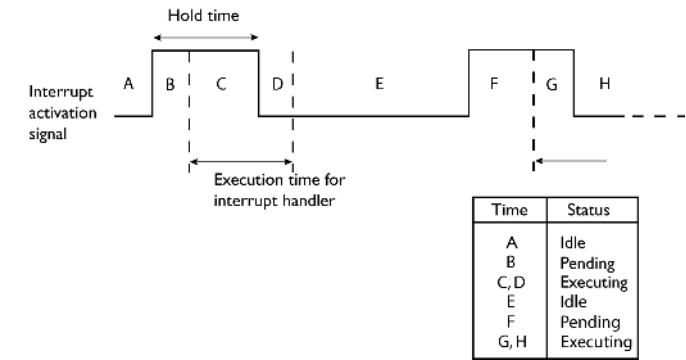 Hold time
A B C D E F G H
Interrupt
activation
signal
Execution time for
interrupt handler
Time Status
A Idle
B Pending
C, D Executing
E Idle
F Pending
G, H Executing